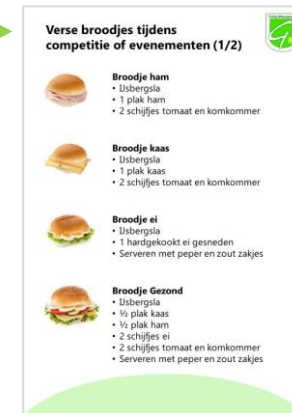 Verse broodjes tijdens
competitie of evenementen (1/2)
Broodje ham
• IJsbergsla
• 1 plak ham
• 2 schijfjes tomaat en komkommer
Broodje kaas
• IJsbergsla
• 1 plak kaas
• 2 schijfjes tomaat en komkommer
Broodje ei
• IJsbergsla
• 1 hardgekookt ei gesneden
• Serveren met peper en zout zakjes
Broodje Gezond
• IJsbergsla
• ½ plak kaas
• ½ plak ham
• 2 schijfjes ei
• 2 schijfjes tomaat en komkommer
• Serveren met peper en zout zakjes